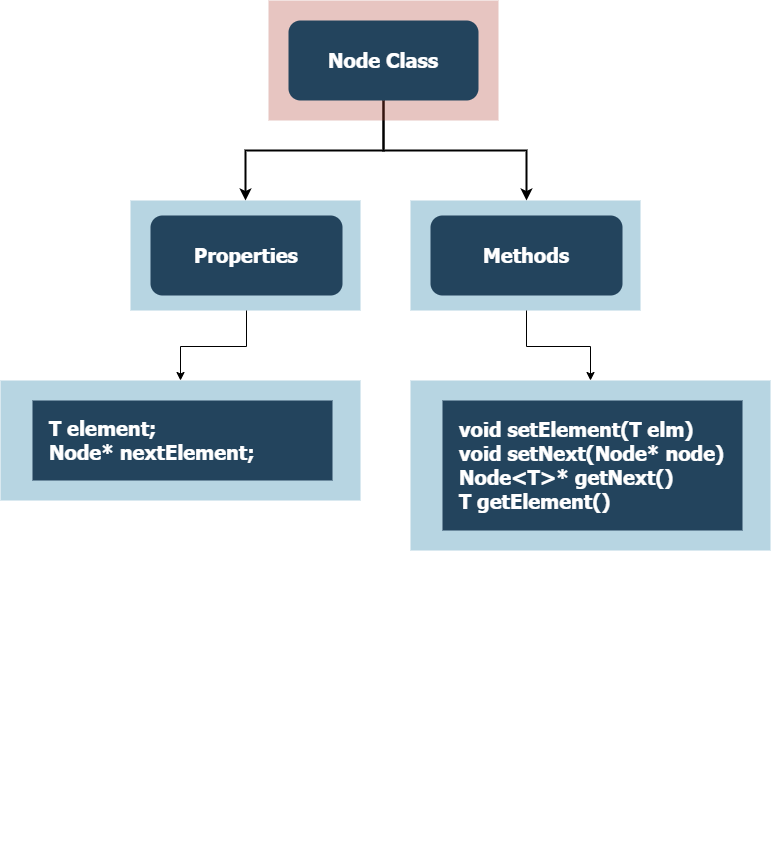 Node Class
Properties
Methods
T element;
Node* nextElement;
void setElement(T elm)
void setNext(Node* node)
Node<T>* getNext()
T getElement()